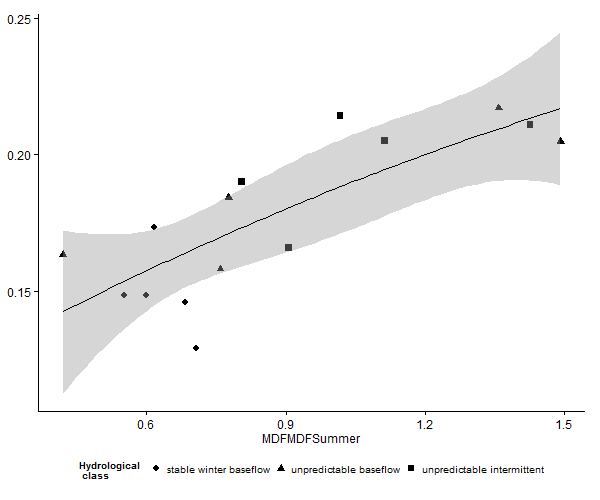 0.25
0.20
0.15
0.6 0.9 1.2 1.5
MDFMDFSummer
Hydrological
class
stable winter baseflow unpredictable baseflow unpredictable intermittent